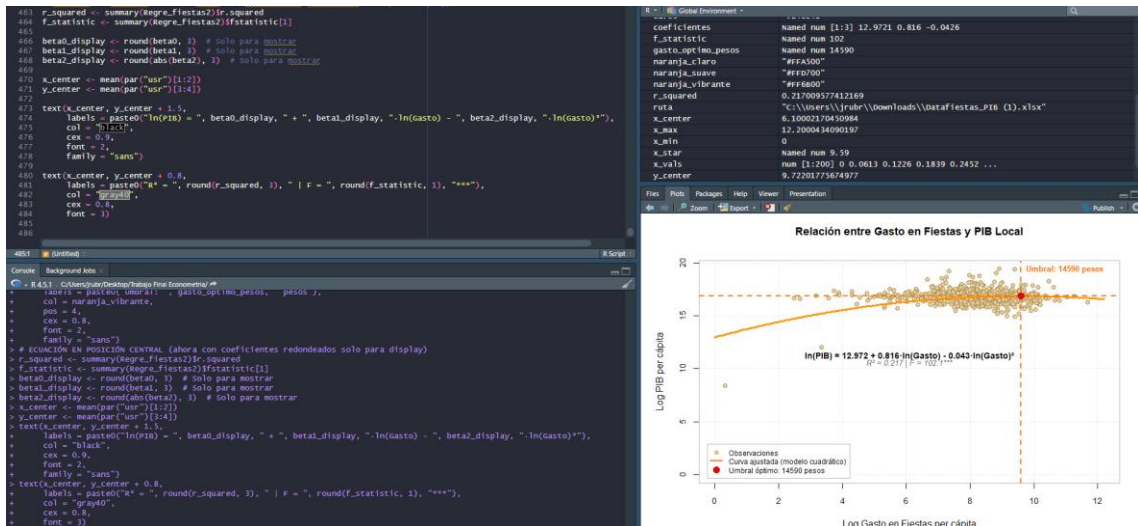 463 r_squared <- summary(Regre_fiestas2)$r.squared
464 f_statistic <- summary(Regre_fiestas2)$fstatistic[1]
465
466 beta0_display <- round(beta0, 3)  # Solo para mostrar
467 beta1_display <- round(beta1, 3)  # Solo para mostrar
468 beta2_display <- round(abs(beta2), 3)  # Solo para mostrar
469
470 x_center <- mean(par("usr")[1:2])
471 y_center <- mean(par("usr")[3:4])
472
473 text(x_center, y_center + 1.5,
474 labels = paste0("ln(PIB) = ", beta0_display, " + ", beta1_display, "·ln(Gasto) - ", beta2_display, "·ln(Gasto)²"),
475 col = "black",
476 cex = 0.9,
477 font = 2,
478 family = "sans")
479
480 text(x_center, y_center + 0.8,
481 labels = paste0("R² = ", round(r_squared, 3), " | F = ", round(f_statistic, 1), "***"),
482 col = "gray40",
483 cex = 0.8,
484 font = 3)
485
486
485:1 (Untitled) R Script
Console Background Jobs
R - R 4.5.1 · C:/Users/jrubr/Desktop/Trabajo Final Econometria/
+ labels = paste("Umbral: ", gasto_optimo_pesos, " pesos"),
+ col = naranja_vibrante,
+ pos = 4,
+ cex = 0.8,
+ font = 2,
+ family = "sans")
> # ECUACIÓN EN POSICIÓN CENTRAL (ahora con coeficientes redondeados solo para display)
> r_squared <- summary(Regre_fiestas2)$r.squared
> f_statistic <- summary(Regre_fiestas2)$fstatistic[1]
> beta0_display <- round(beta0, 3)  # Solo para mostrar
> beta1_display <- round(beta1, 3)  # Solo para mostrar
> beta2_display <- round(abs(beta2), 3)  # Solo para mostrar
> x_center <- mean(par("usr")[1:2])
> y_center <- mean(par("usr")[3:4])
> text(x_center, y_center + 1.5,
+ labels = paste0("ln(PIB) = ", beta0_display, " + ", beta1_display, "·ln(Gasto) - ", beta2_display, "·ln(Gasto)²"),
+ col = "black",
+ cex = 0.9,
+ font = 2,
+ family = "sans")
> text(x_center, y_center + 0.8,
+ labels = paste0("R² = ", round(r_squared, 3), " | F = ", round(f_statistic, 1), "***"),
+ col = "gray40",
+ cex = 0.8,
+ font = 3)
R Global Environment
coeficientes Named num [1:3] 12.9721 0.816 -0.0426
f_statistic Named num 102
gasto_optimo_pesos Named num 14590
naranja_claro "#FFA500"
naranja_suave "#FFD700"
naranja_vibrante "#FF6B00"
r_squared 0.217009577412169
ruta "C:\\Users\\jrubr\\Downloads\\Datafiestas_PIB (1).xlsx"
x_center 6.10002170450984
x_max 12.2000434090197
x_min 0
x_star Named num 9.59
x_vals num [1:200] 0 0.0613 0.1226 0.1839 0.2452 ...
y_center 9.72201775674977
Files Plots Packages Help Viewer Presentation
Zoom Export Publish
Relación entre Gasto en Fiestas y PIB Local
Umbral: 14590 pesos
ln(PIB) = 12.972 + 0.816·ln(Gasto) - 0.043·ln(Gasto)²
R² = 0.217 | F = 102.1***
Log PIB per cápita
20
15
10
5
0
Observaciones
Curva ajustada (modelo cuadrático)
Umbral óptimo: 14590 pesos
0 2 4 6 8 10 12
Log Gasto en Fiestas per cápita